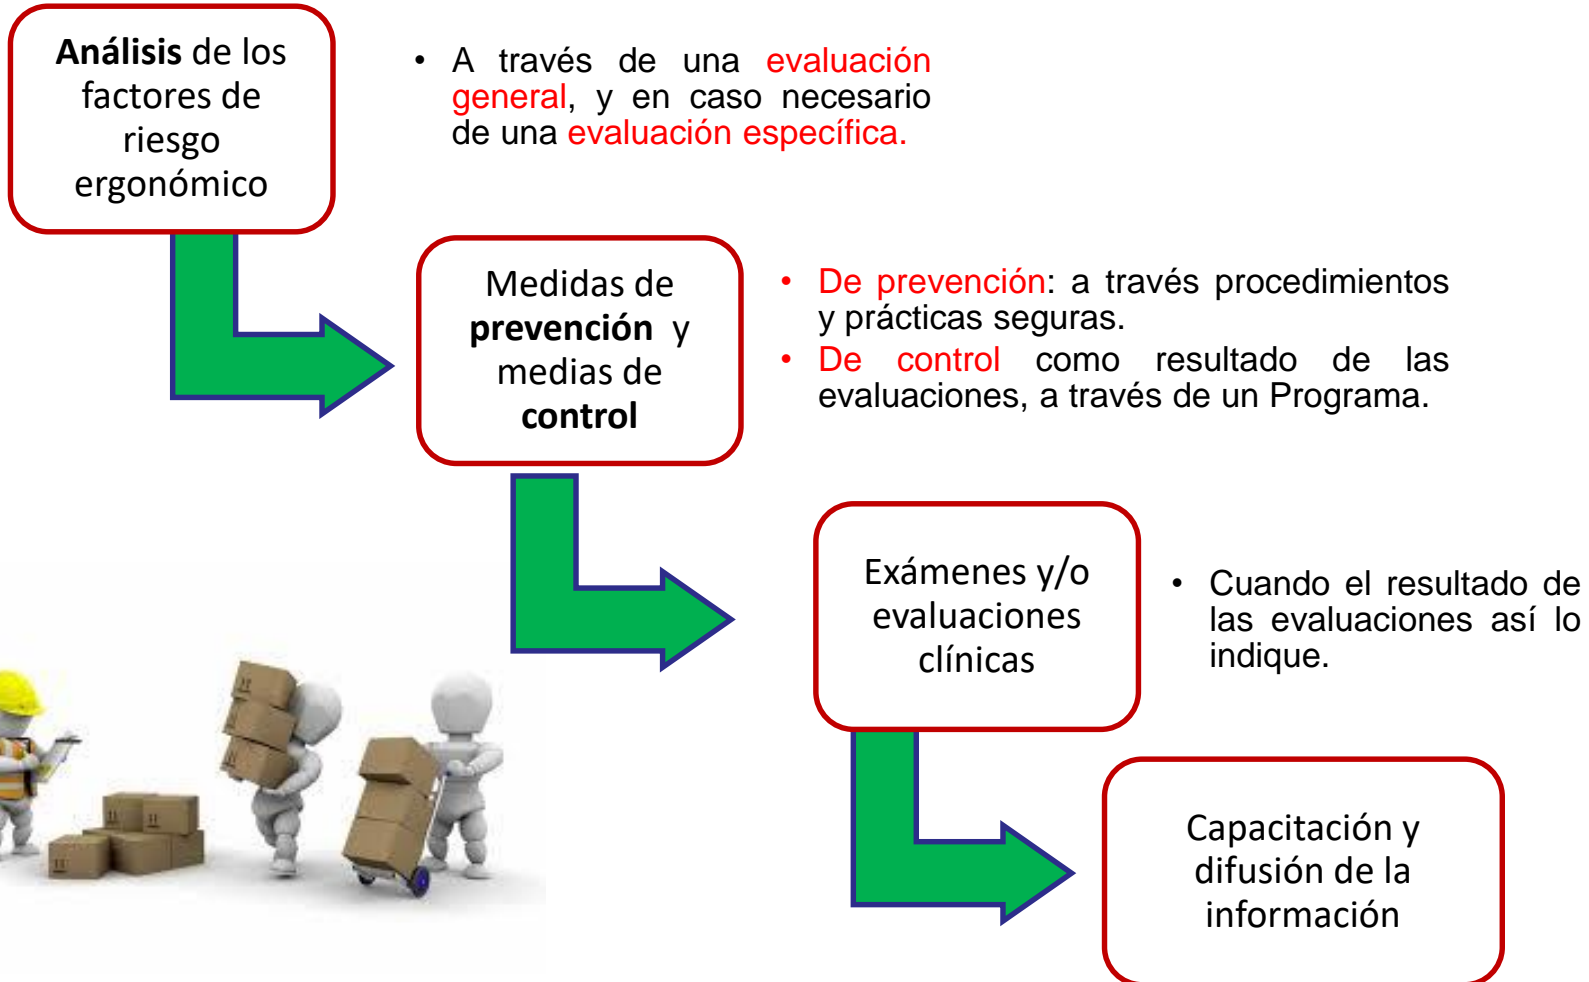 Análisis de los
factores de
riesgo
ergonómico
• A través de una evaluación
general, y en caso necesario
de una evaluación específica.
Medidas de
prevención y
medias de
control
• De prevención: a través procedimientos
y prácticas seguras.
• De control como resultado de las
evaluaciones, a través de un Programa.
Exámenes y/o
evaluaciones
clínicas
• Cuando el resultado de
las evaluaciones así lo
indique.
Capacitación y
difusión de la
información